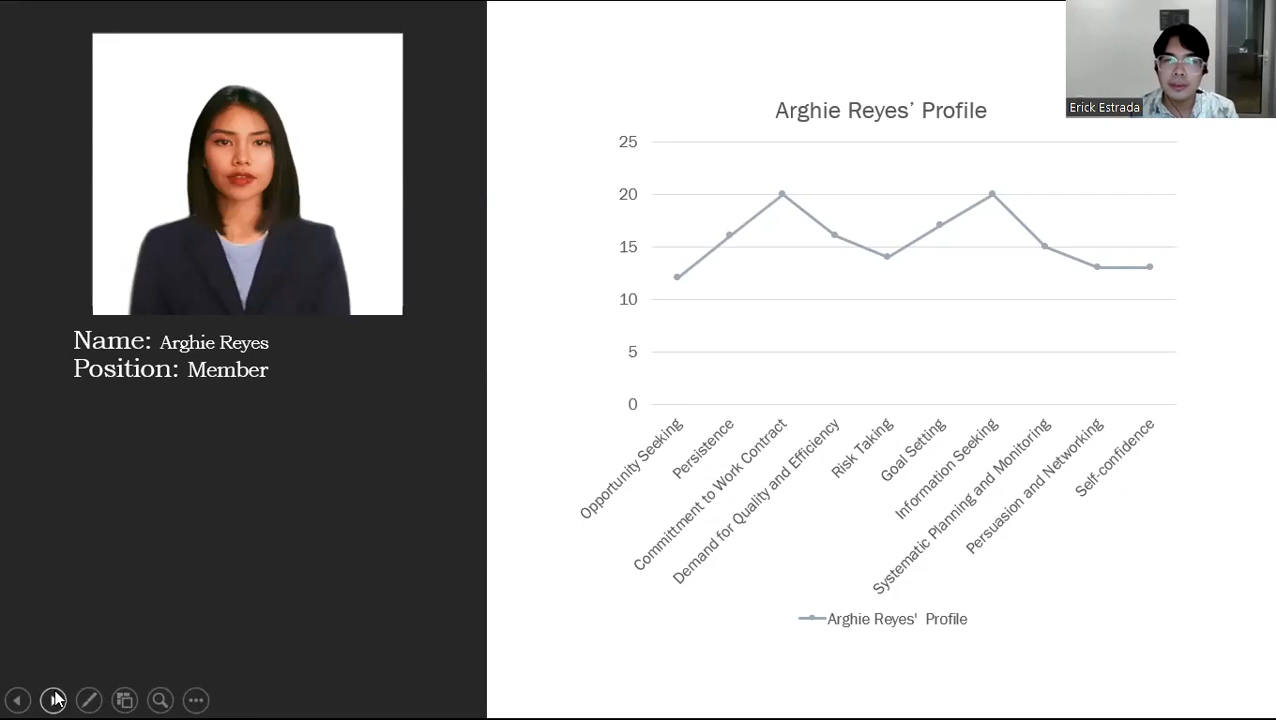 Erick Estrada
Name: Arghie Reyes
Position: Member
Arghie Reyes’ Profile
25
20
15
10
5
0
Opportunity Seeking
Persistence
Committment to Work Contract
Demand for Quality and Efficiency
Risk Taking
Goal Setting
Information Seeking
Systematic Planning and Monitoring
Persuasion and Networking
Self-confidence
Arghie Reyes' Profile